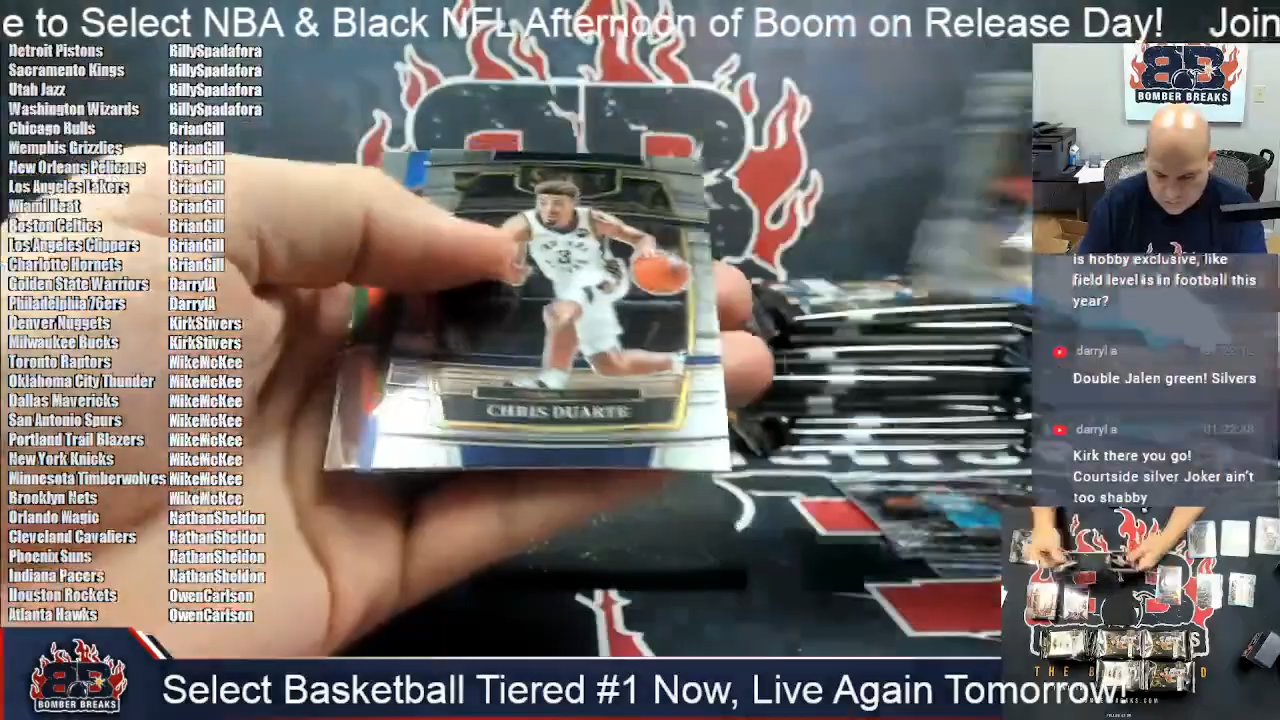 e to Select NBA & Black NFL Afternoon of Boom on Release Day! Join
Detroit Pistons BillySpadafora
Sacramento Kings BillySpadafora
Utah Jazz BillySpadafora
Washington Wizards BillySpadafora
Chicago Bulls BrianGill
Memphis Grizzlies BrianGill
New Orleans Pelicans BrianGill
Los Angeles Lakers BrianGill
Miami Heat BrianGill
Boston Celtics BrianGill
Los Angeles Clippers BrianGill
Charlotte Hornets BrianGill
Golden State Warriors DarrylA
Philadelphia 76ers DarrylA
Denver Nuggets KirkStivers
Milwaukee Bucks KirkStivers
Toronto Raptors MikeMcKee
Oklahoma City Thunder MikeMcKee
Dallas Mavericks MikeMcKee
San Antonio Spurs MikeMcKee
Portland Trail Blazers MikeMcKee
New York Knicks MikeMcKee
Minnesota Timberwolves MikeMcKee
Brooklyn Nets MikeMcKee
Orlando Magic NathanSheldon
Cleveland Cavaliers NathanSheldon
Phoenix Suns NathanSheldon
Indiana Pacers NathanSheldon
Houston Rockets OwenCarlson
Atlanta Hawks OwenCarlson
3
CHRIS DUARTE
BOMBER BREAKS
is hobby exclusive, like
field level is in football this
year?
darryl a
Double Jalen green! Silvers
darryl a 01:22:48
Kirk there you go!
Courtside silver Joker ain't
too shabby
BOMBER BREAKS
Select Basketball Tiered #1 Now, Live Again Tomorrow!